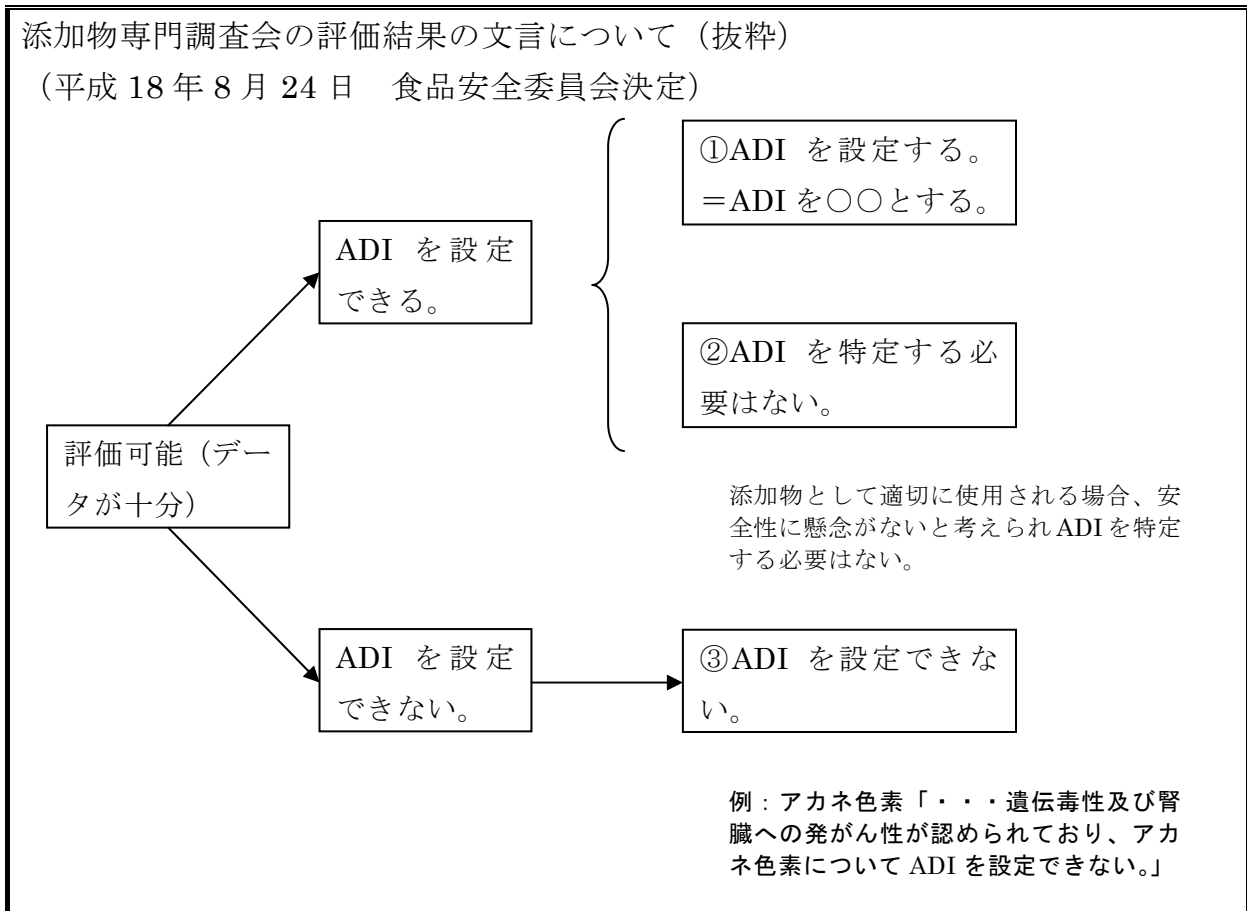 添加物専門調査会の評価結果の文言について（抜粋）
（平成 18 年 8 月 24 日　食品安全委員会決定）
①ADI を設定する。
＝ADI を○○とする。
ADI を設定
できる。
②ADI を特定する必
要はない。
評価可能（デー
タが十分）
添加物として適切に使用される場合、安
全性に懸念がないと考えられ ADI を特定
する必要はない。
ADI を設定
できない。
③ADI を設定できな
い。
例：アカネ色素「・・・遺伝毒性及び腎
臓への発がん性が認められており、アカ
ネ色素について ADI を設定できない。」